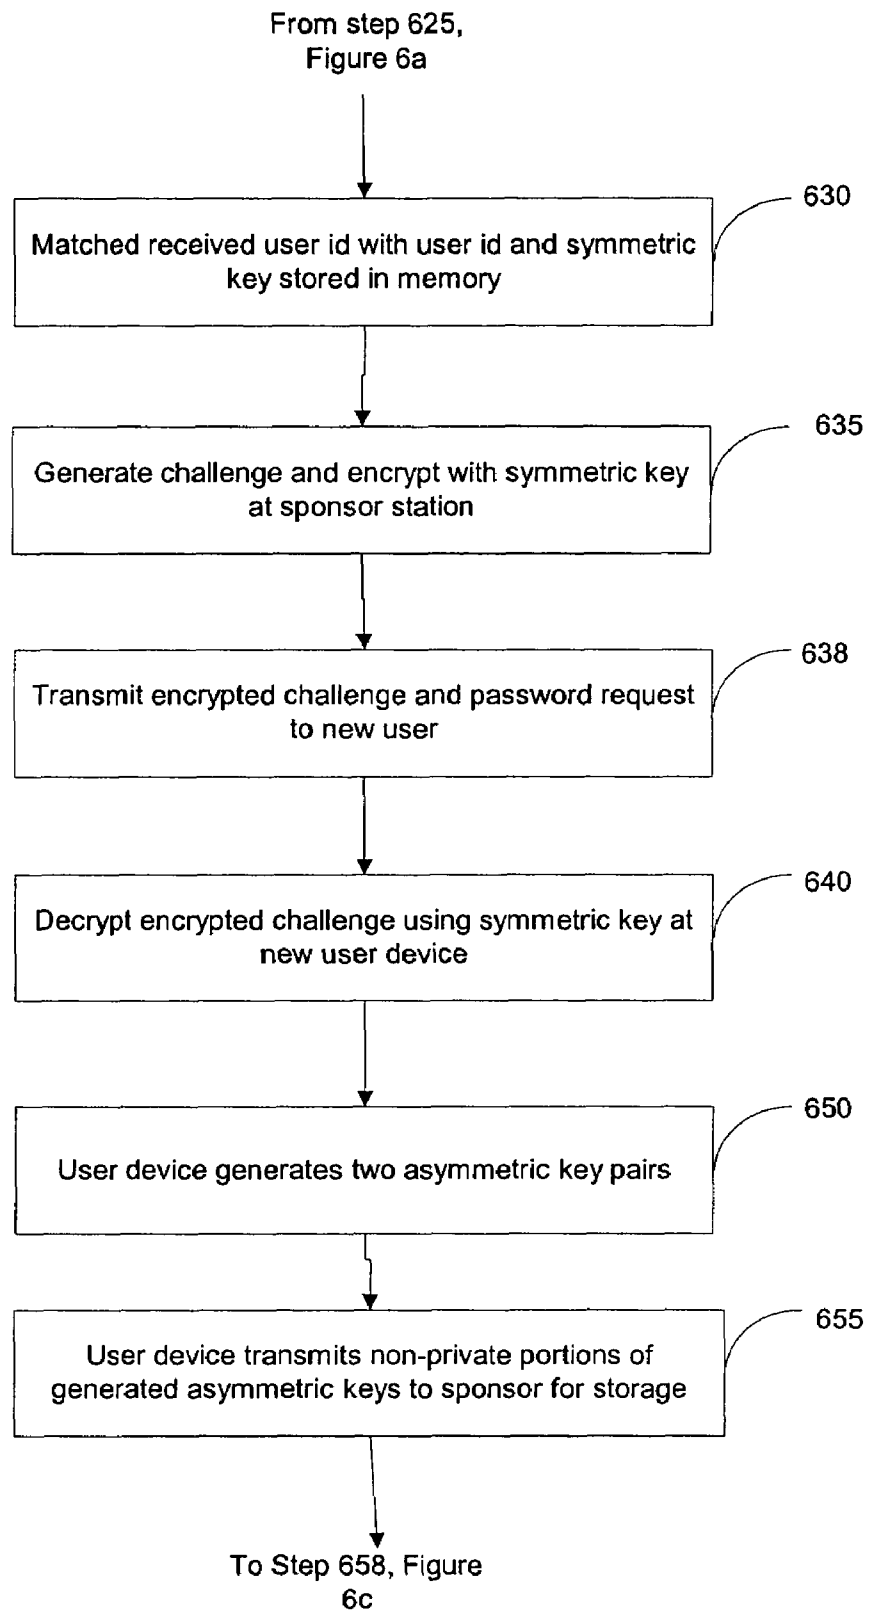 From step 625,
Figure 6a
630
Matched received user id with user id and symmetric
key stored in memory
635
Generate challenge and encrypt with symmetric key
at sponsor station
638
Transmit encrypted challenge and password request
to new user
640
Decrypt encrypted challenge using symmetric key at
new user device
650
User device generates two asymmetric key pairs
655
User device transmits non-private portions of
generated asymmetric keys to sponsor for storage
To Step 658, Figure
6c